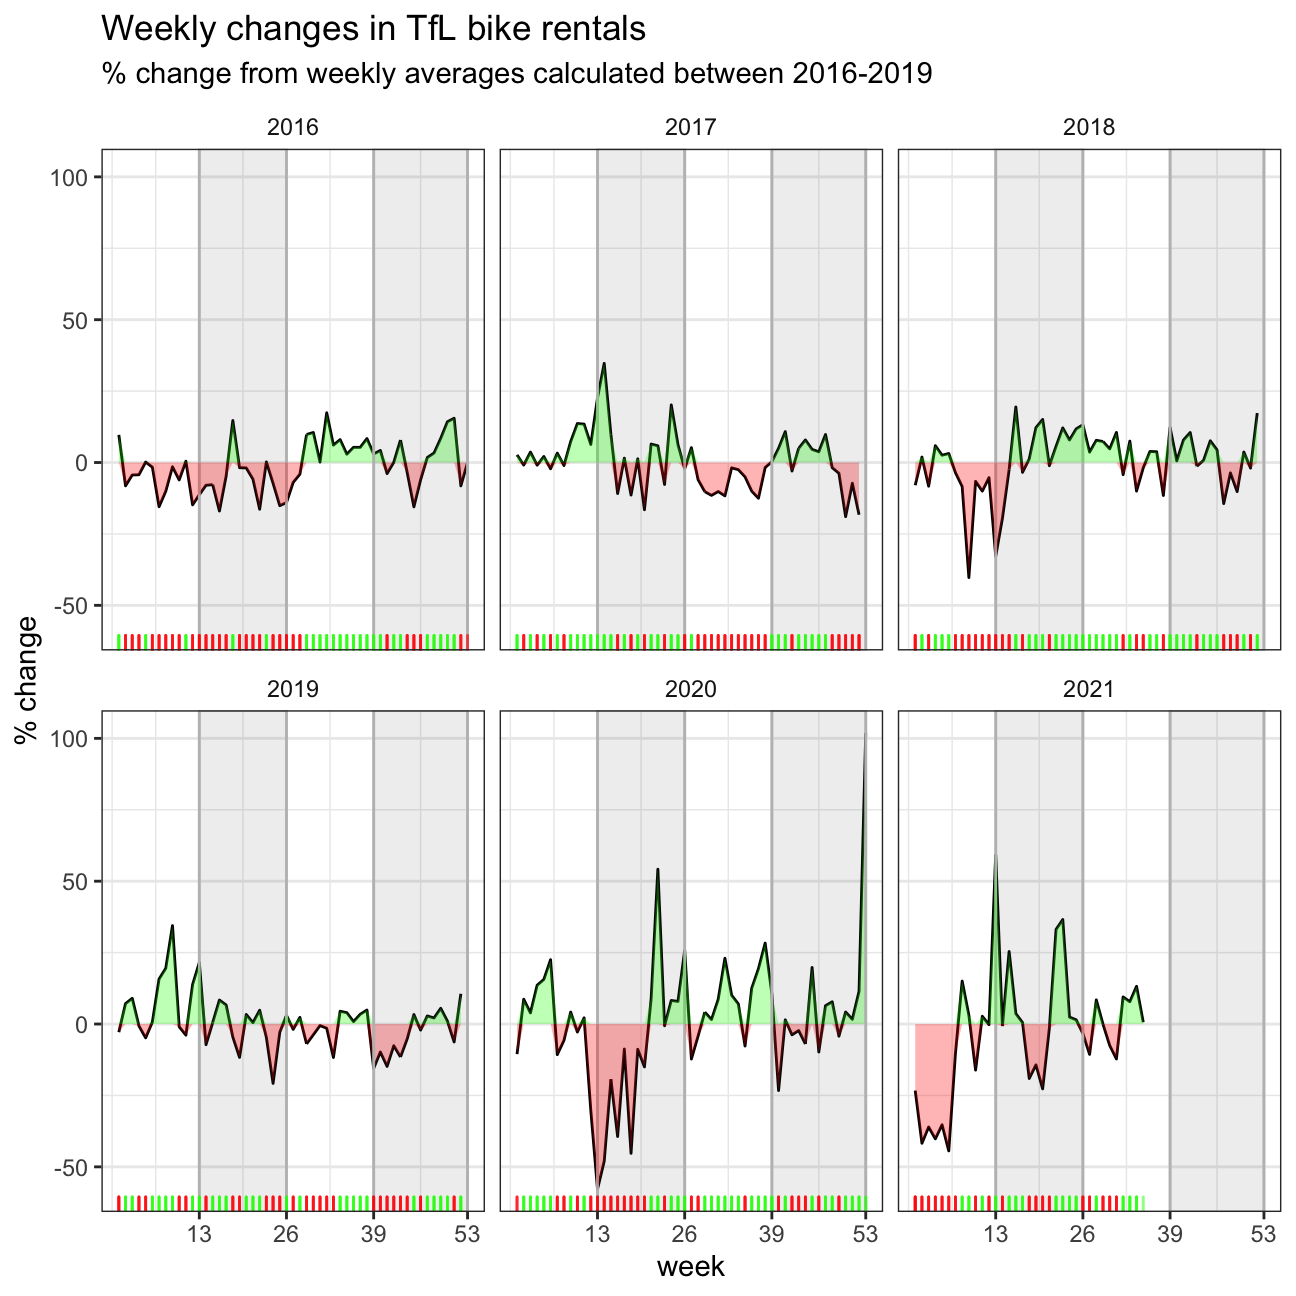 Weekly changes in TfL bike rentals
% change from weekly averages calculated between 2016-2019
2016 2017 2018
100
50
0
-50
% change
2019 2020 2021
100
50
0
-50
13 26 39 53 13 26 39 53 13 26 39 53
week